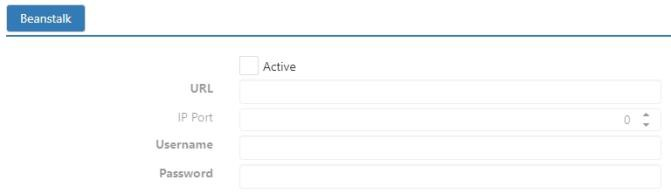 Beanstalk
Active
URL
IP Port
0
Username
Password